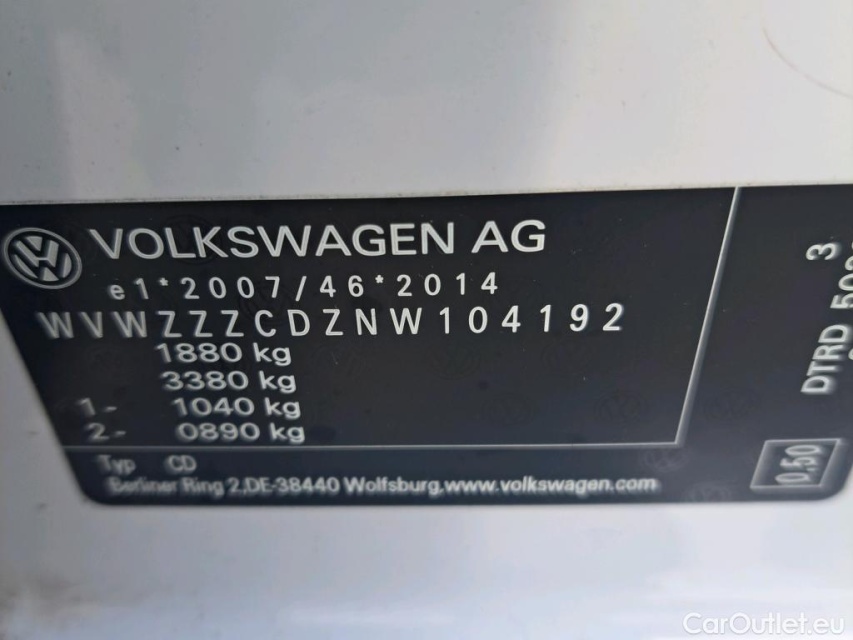 VOLKSWAGEN AG
e1*2007/46*2014
WVWZZZCDZNW104192
1880 kg
3380 kg
1.- 1040 kg
2.- 0890 kg
Typ CD
Berliner Ring 2,DE-38440 Wolfsburg,www.volkswagen.com
3
DTRD
0.50
CarOutlet.eu